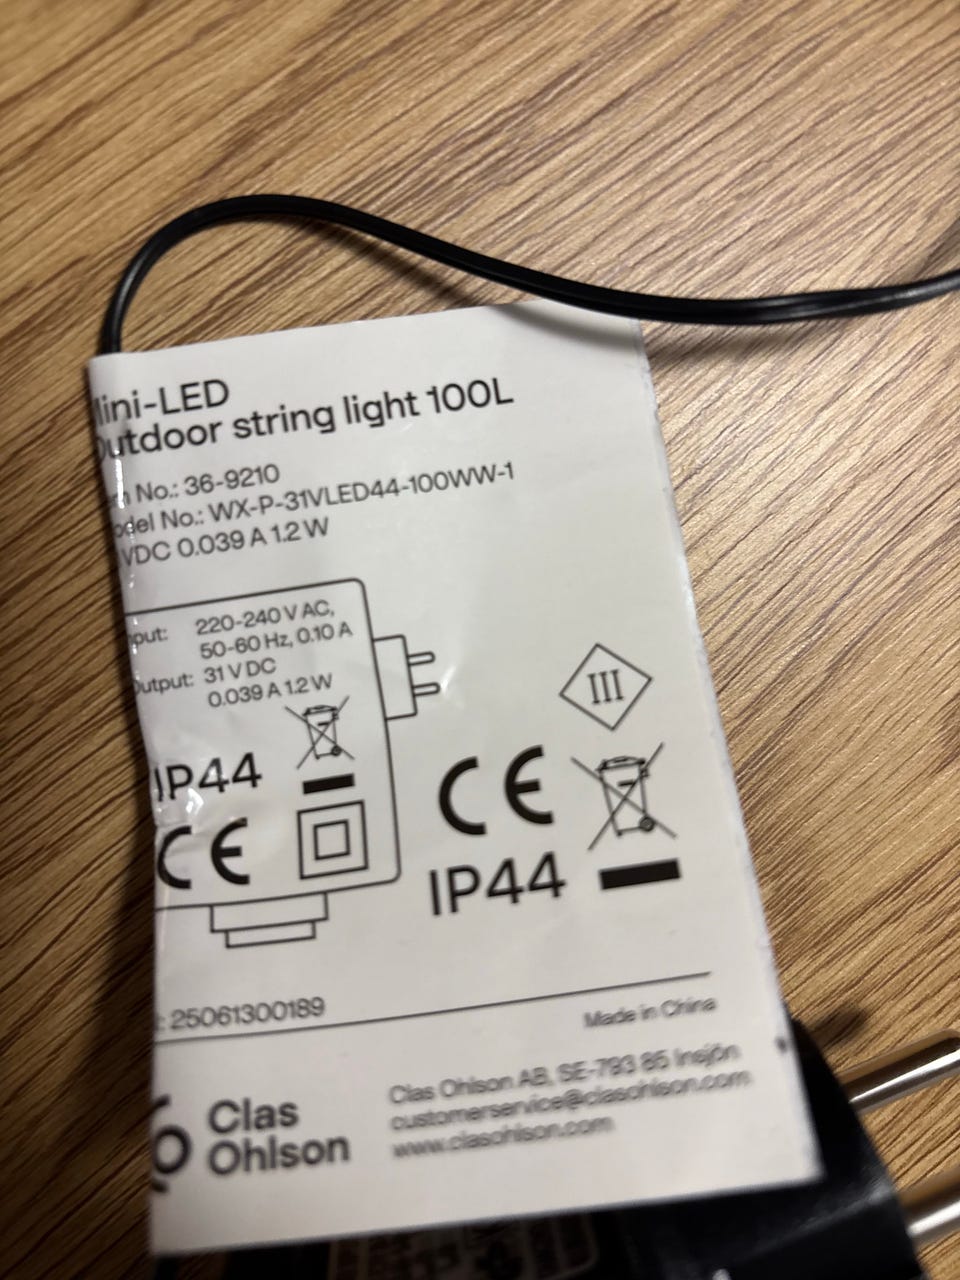 ini-LED
utdoor string light 100L
No.: 36-9210
odel No.: WX-P-31VLED44-100WW-1
VDC 0.039 A 1.2 W
put: 220-240 V AC,
50-60 Hz, 0.10 A
utput: 31 V DC
0.039 A 1.2 W
IP44
CE
III
CE
IP44
: 25061300189
Made in China
Clas Ohlson AB, SE-793 85 Insjön
customerservice@clasohlson.com
www.clasohlson.com
Clas
Ohlson